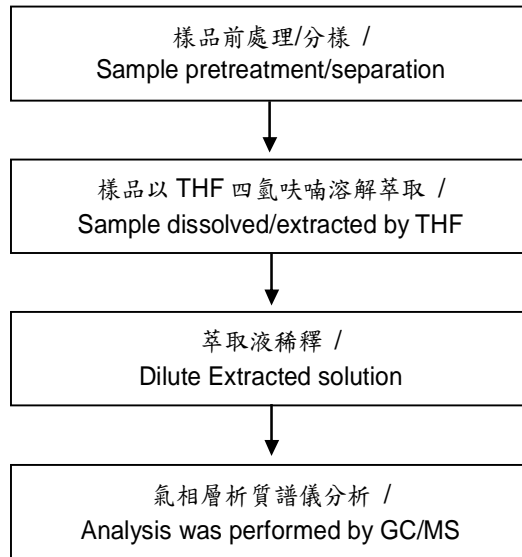 樣品前處理/分樣 /
Sample pretreatment/separation
樣品以 THF 四氫呋喃溶解萃取 /
Sample dissolved/extracted by THF
萃取液稀釋 /
Dilute Extracted solution
氣相層析質譜儀分析 /
Analysis was performed by GC/MS